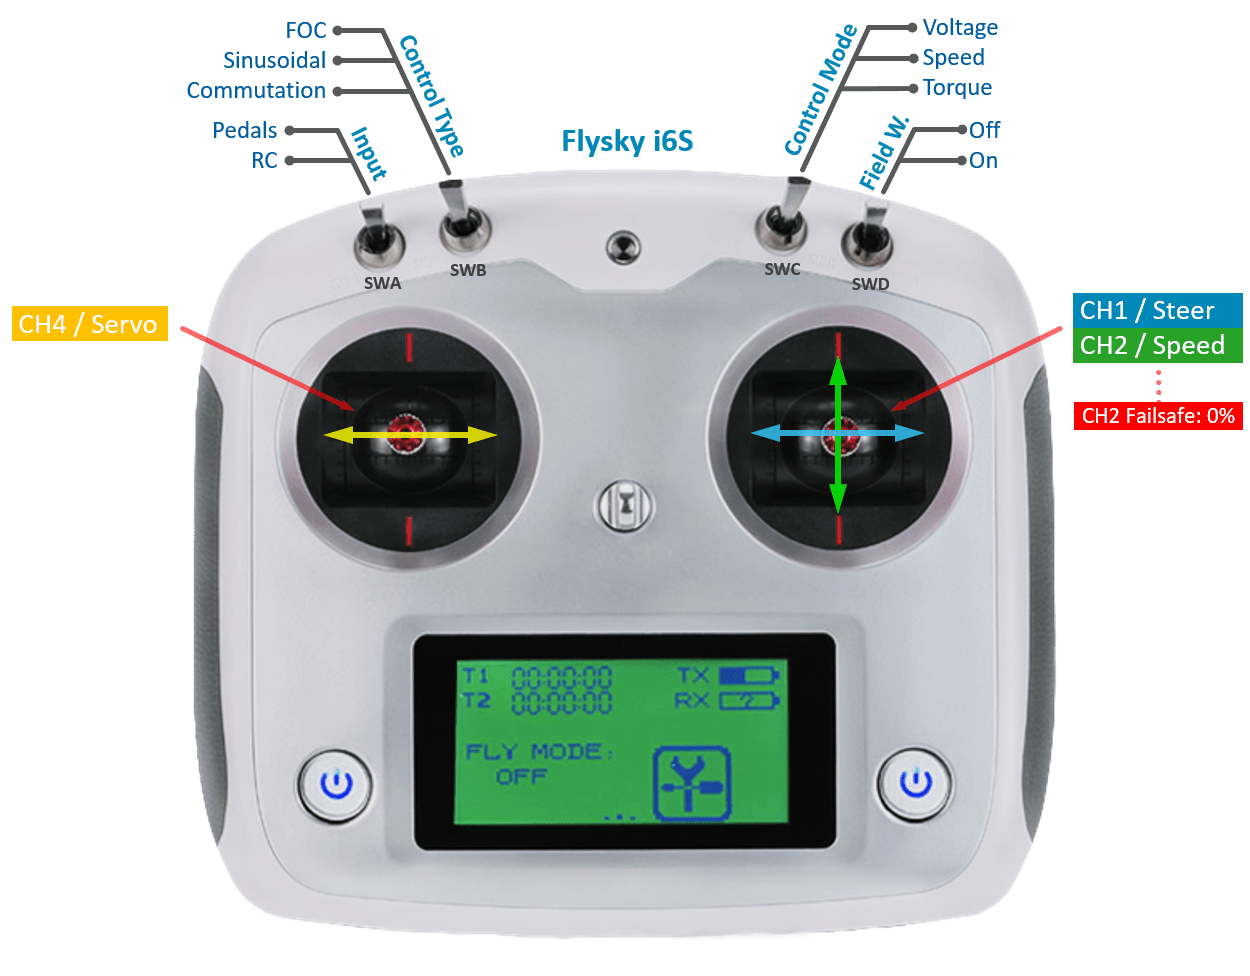 FOC
Sinusoidal
Commutation
Control Type
Pedals
RC
Input
Flysky i6S
Voltage
Speed
Torque
Control Mode
Off
On
Field W.
SWA
SWB
SWC
SWD
CH4 / Servo
CH1 / Steer
CH2 / Speed
CH2 Failsafe: 0%
T1 00:00:00 TX
T2 00:00:00 RX ?
FLY MODE:
OFF
...